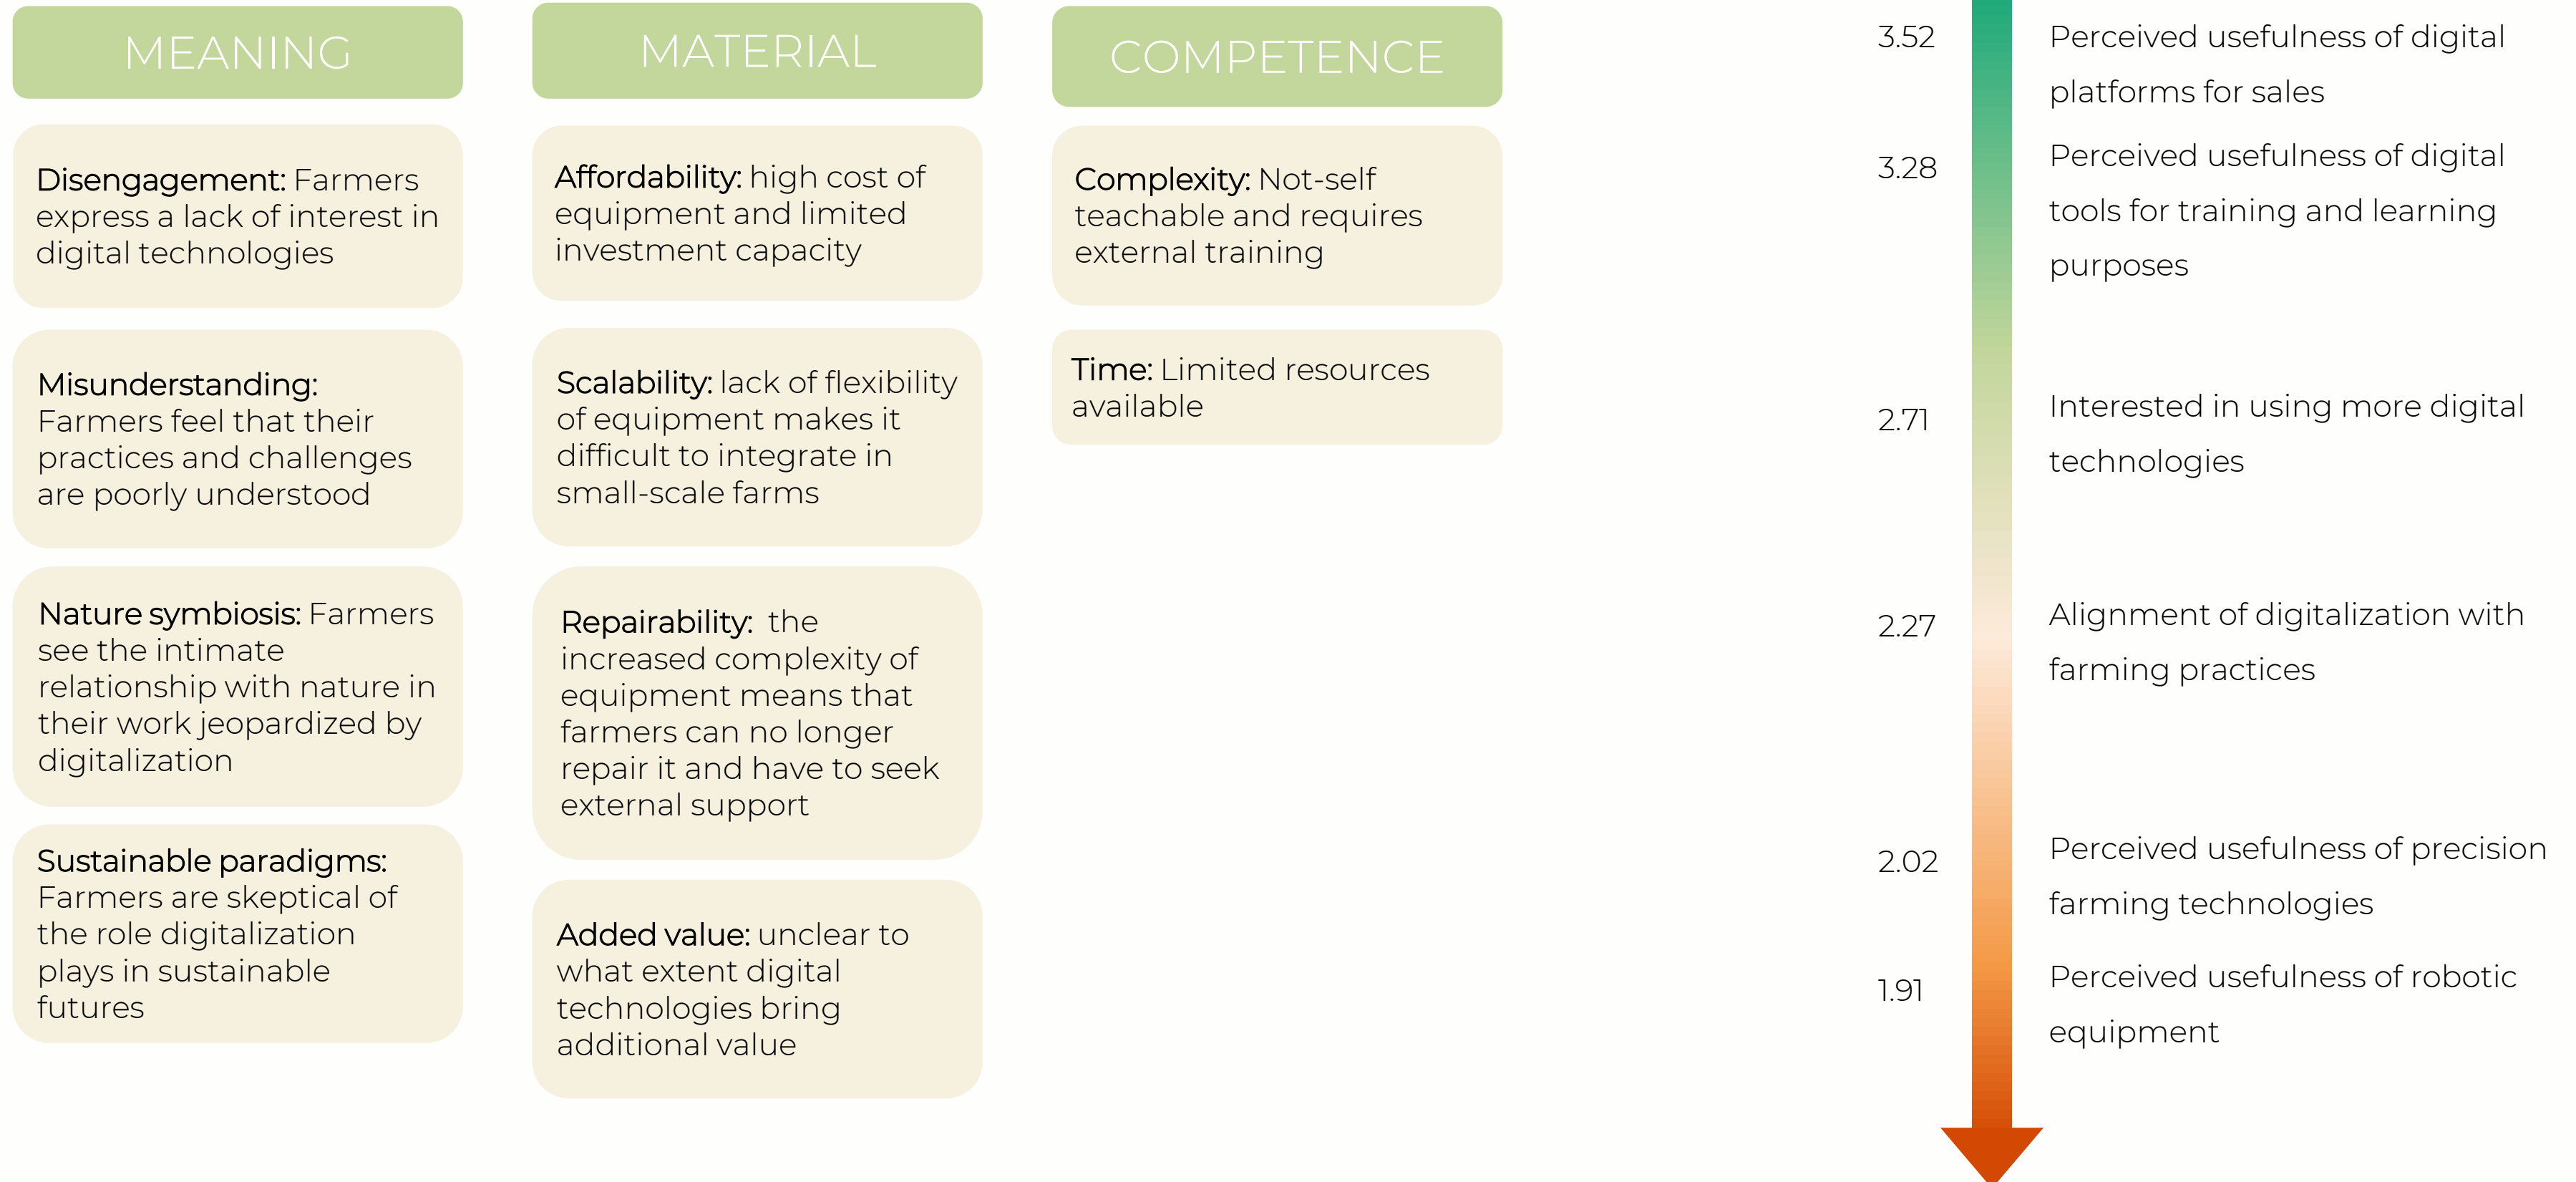 MEANING
Disengagement: Farmers
express a lack of interest in
digital technologies
Misunderstanding:
Farmers feel that their
practices and challenges
are poorly understood
Nature symbiosis: Farmers
see the intimate
relationship with nature in
their work jeopardized by
digitalization
Sustainable paradigms:
Farmers are skeptical of
the role digitalization
plays in sustainable
futures
MATERIAL
Affordability: high cost of
equipment and limited
investment capacity
Scalability: lack of flexibility
of equipment makes it
difficult to integrate in
small-scale farms
Repairability: the
increased complexity of
equipment means that
farmers can no longer
repair it and have to seek
external support
Added value: unclear to
what extent digital
technologies bring
additional value
COMPETENCE
Complexity: Not-self
teachable and requires
external training
Time: Limited resources
available
3.52 Perceived usefulness of digital
platforms for sales
3.28 Perceived usefulness of digital
tools for training and learning
purposes
2.71 Interested in using more digital
technologies
2.27 Alignment of digitalization with
farming practices
2.02 Perceived usefulness of precision
farming technologies
1.91 Perceived usefulness of robotic
equipment